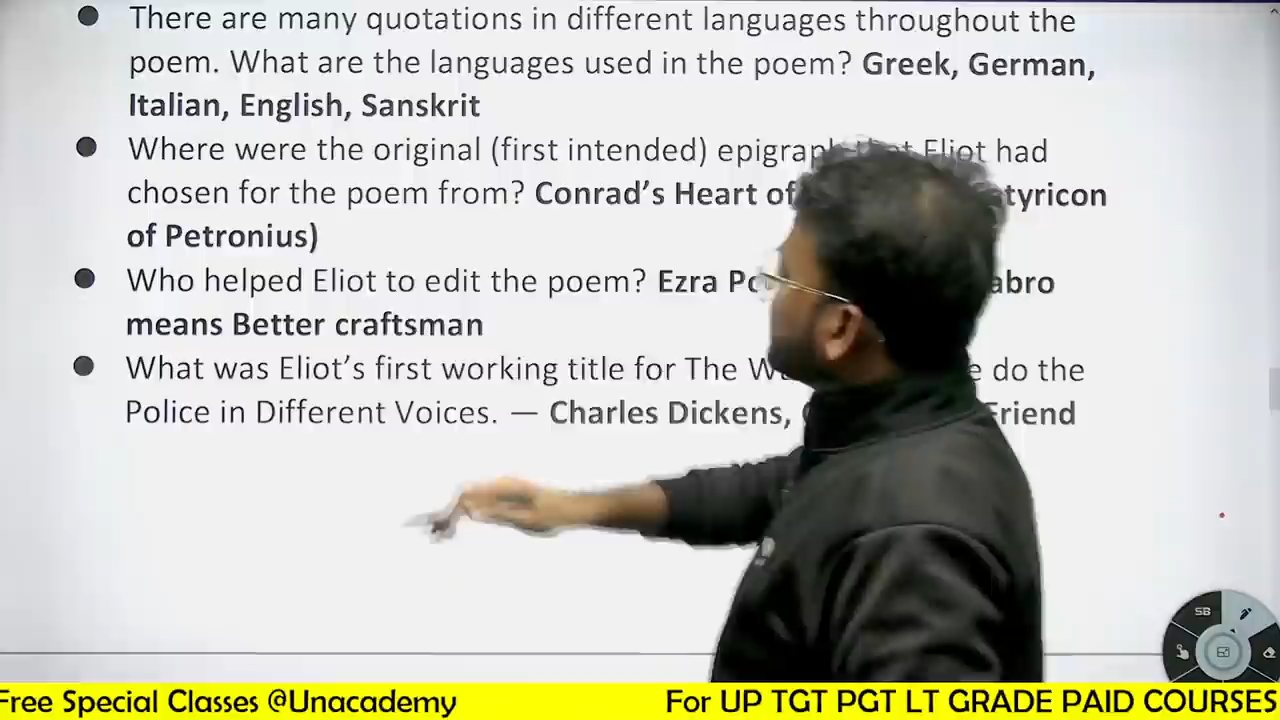 There are many quotations in different languages throughout the
poem. What are the languages used in the poem? Greek, German,
Italian, English, Sanskrit
Where were the original (first intended) epigraph that Eliot had
chosen for the poem from? Conrad's Heart of
of Petronius)
Who helped Eliot to edit the poem? Ezra
means Better craftsman
What was Eliot's first working title for The do the
Police in Different Voices. — Charles Dickens, Friend
SB
Free Special Classes @Unacademy For UP TGT PGT LT GRADE PAID COURSES